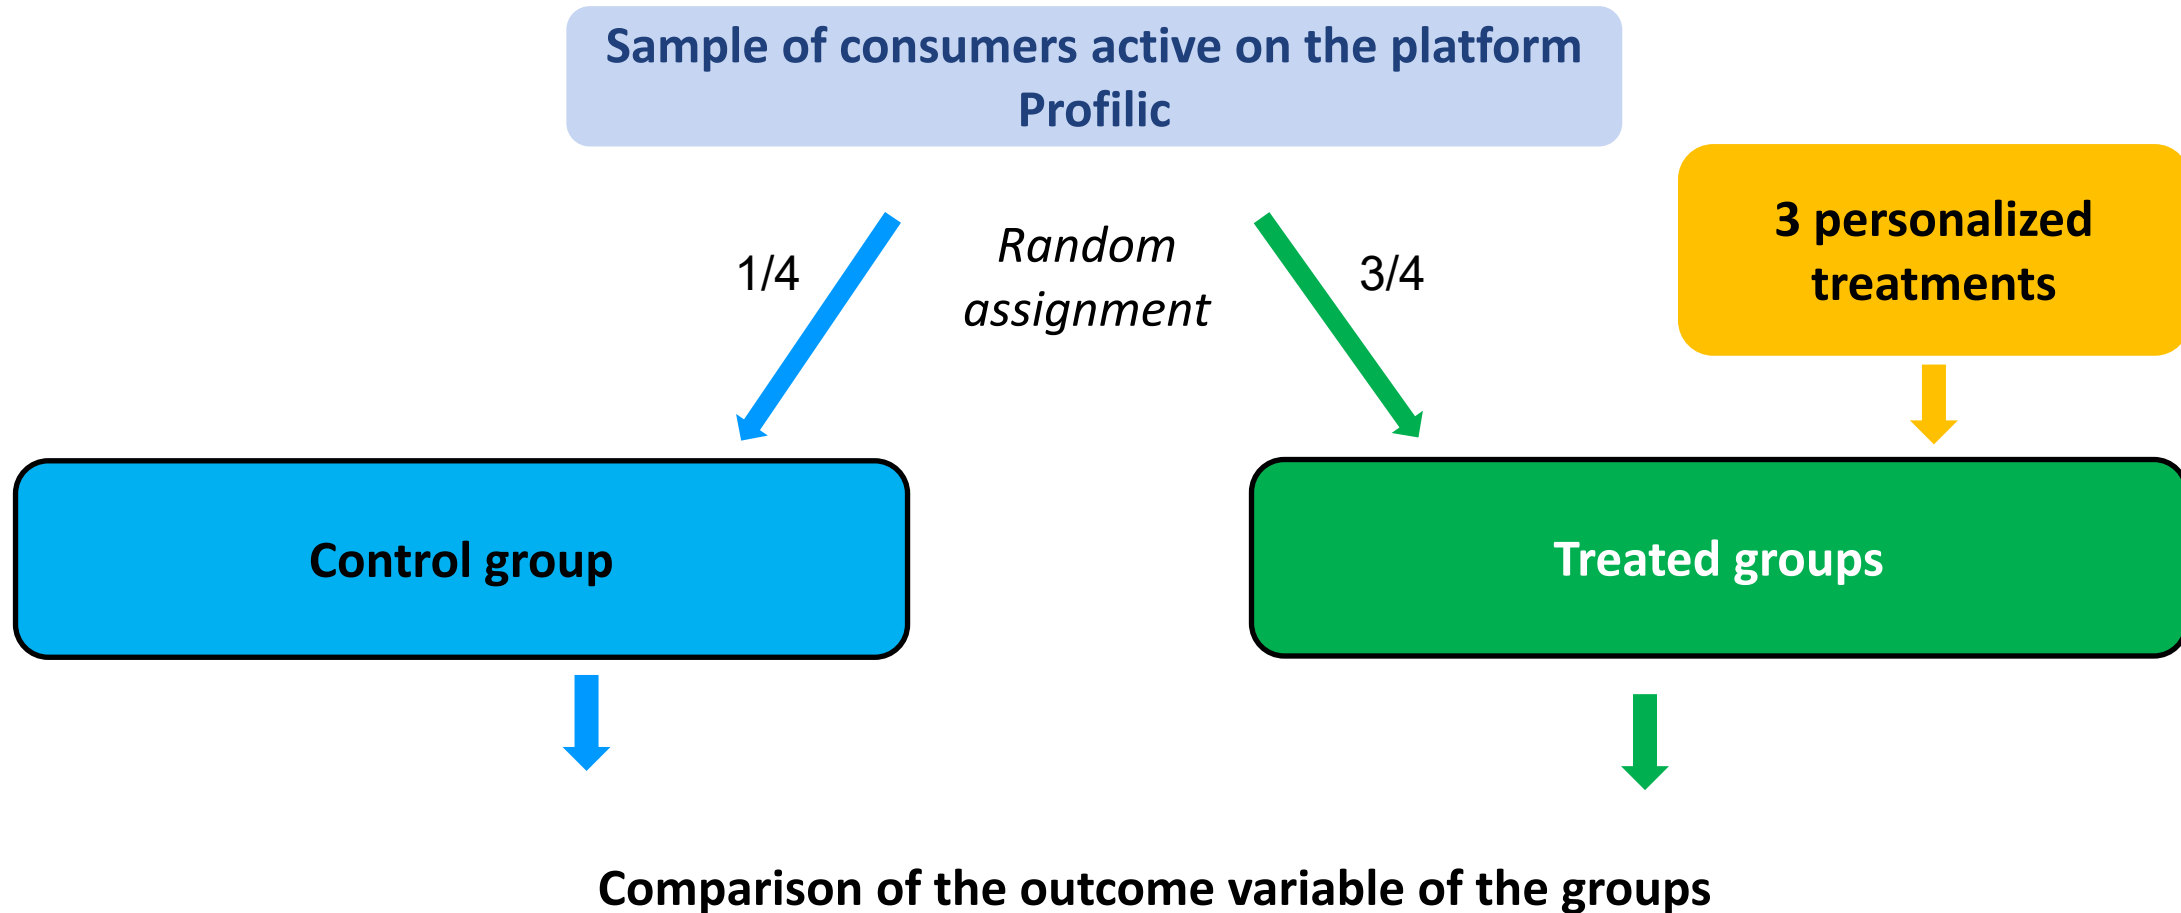 Sample of consumers active on the platform
Profilic
1/4
Random
assignment
3/4
3 personalized
treatments
Control group
Treated groups
Comparison of the outcome variable of the groups